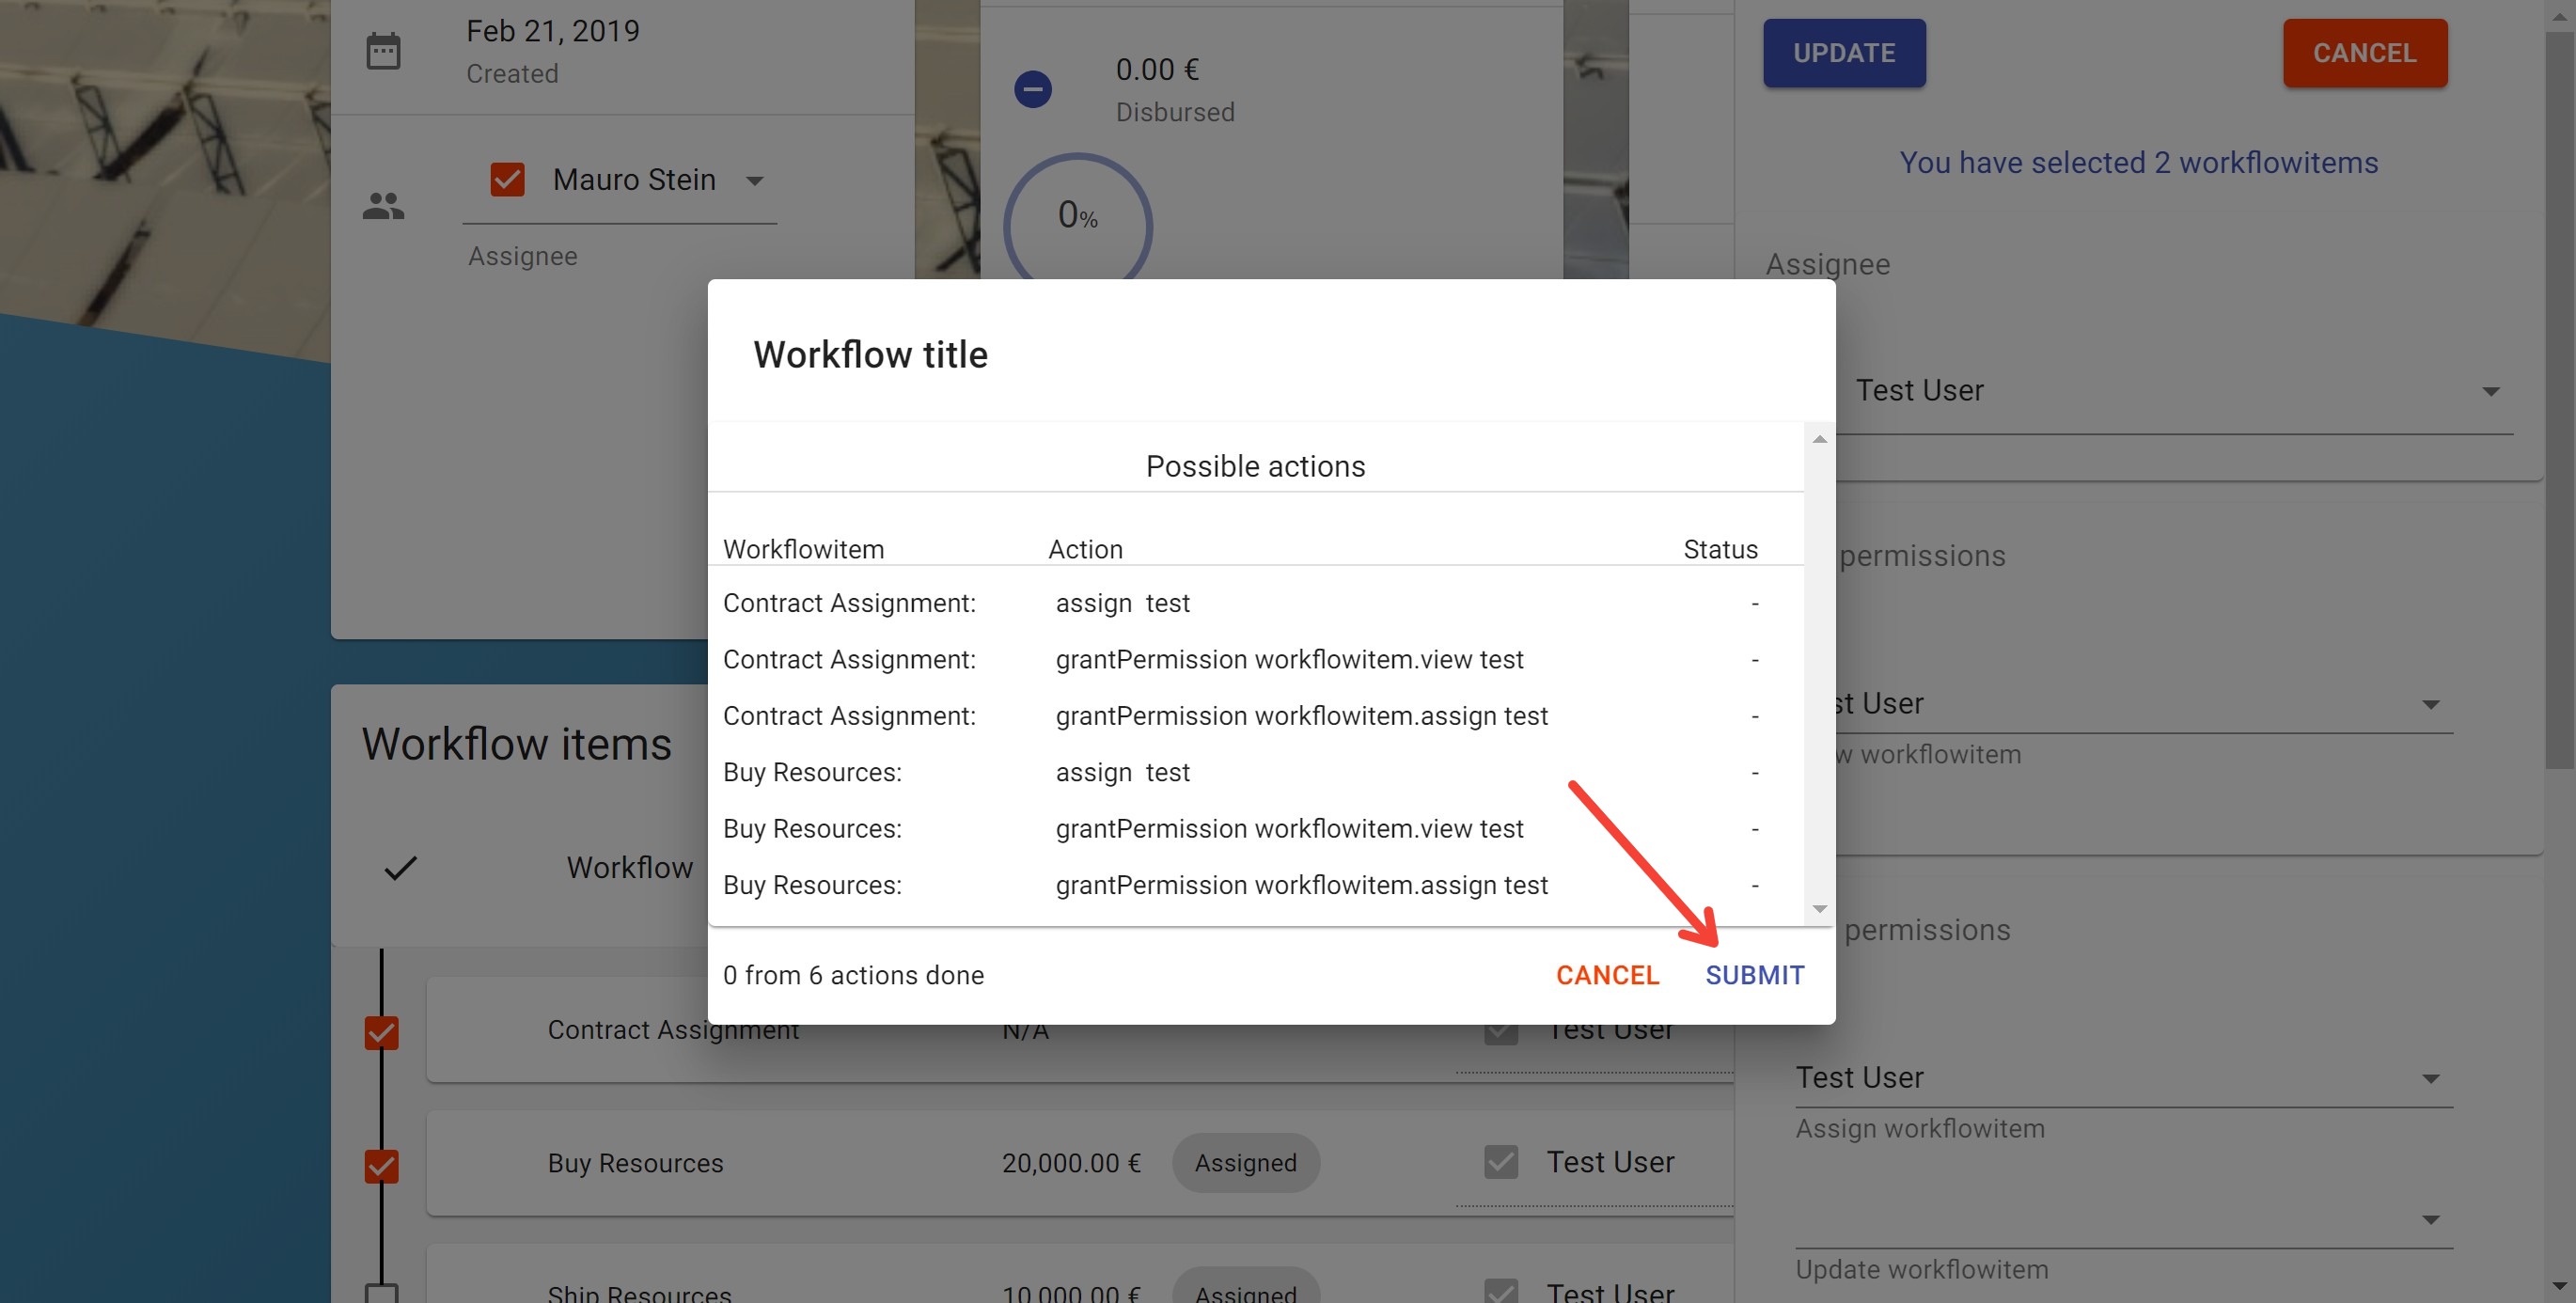 Feb 21, 2019
Created
Mauro Stein
Assignee
0.00 €
Disbursed
0%
UPDATE
CANCEL
You have selected 2 workflowitems
Assignee
Test User
permissions
st User
w workflowitem
permissions
Test User
Assign workflowitem
Update workflowitem
Workflow title
Possible actions
Workflowitem Action Status
Contract Assignment: assign test -
Contract Assignment: grantPermission workflowitem.view test -
Contract Assignment: grantPermission workflowitem.assign test -
Buy Resources: assign test -
Buy Resources: grantPermission workflowitem.view test -
Buy Resources: grantPermission workflowitem.assign test -
0 from 6 actions done CANCEL SUBMIT
Workflow items
Workflow
Contract Assignment N/A Test User
Buy Resources 20,000.00 € Assigned Test User
Ship Resources 10,000.00 € Assigned Test User